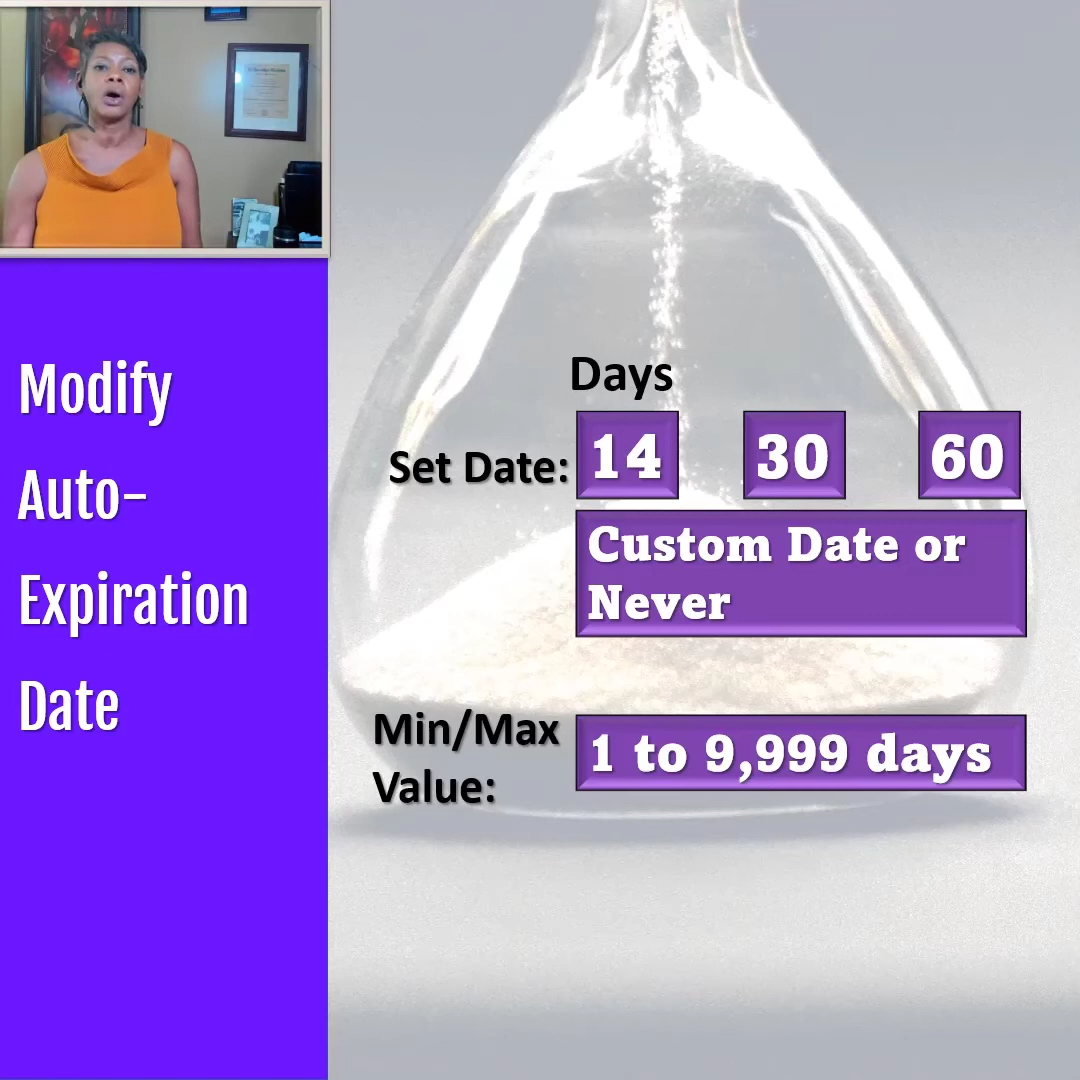 Modify
Auto-
Expiration
Date
Days
Set Date: 14 30 60
Custom Date or
Never
Min/Max
Value:
1 to 9,999 days